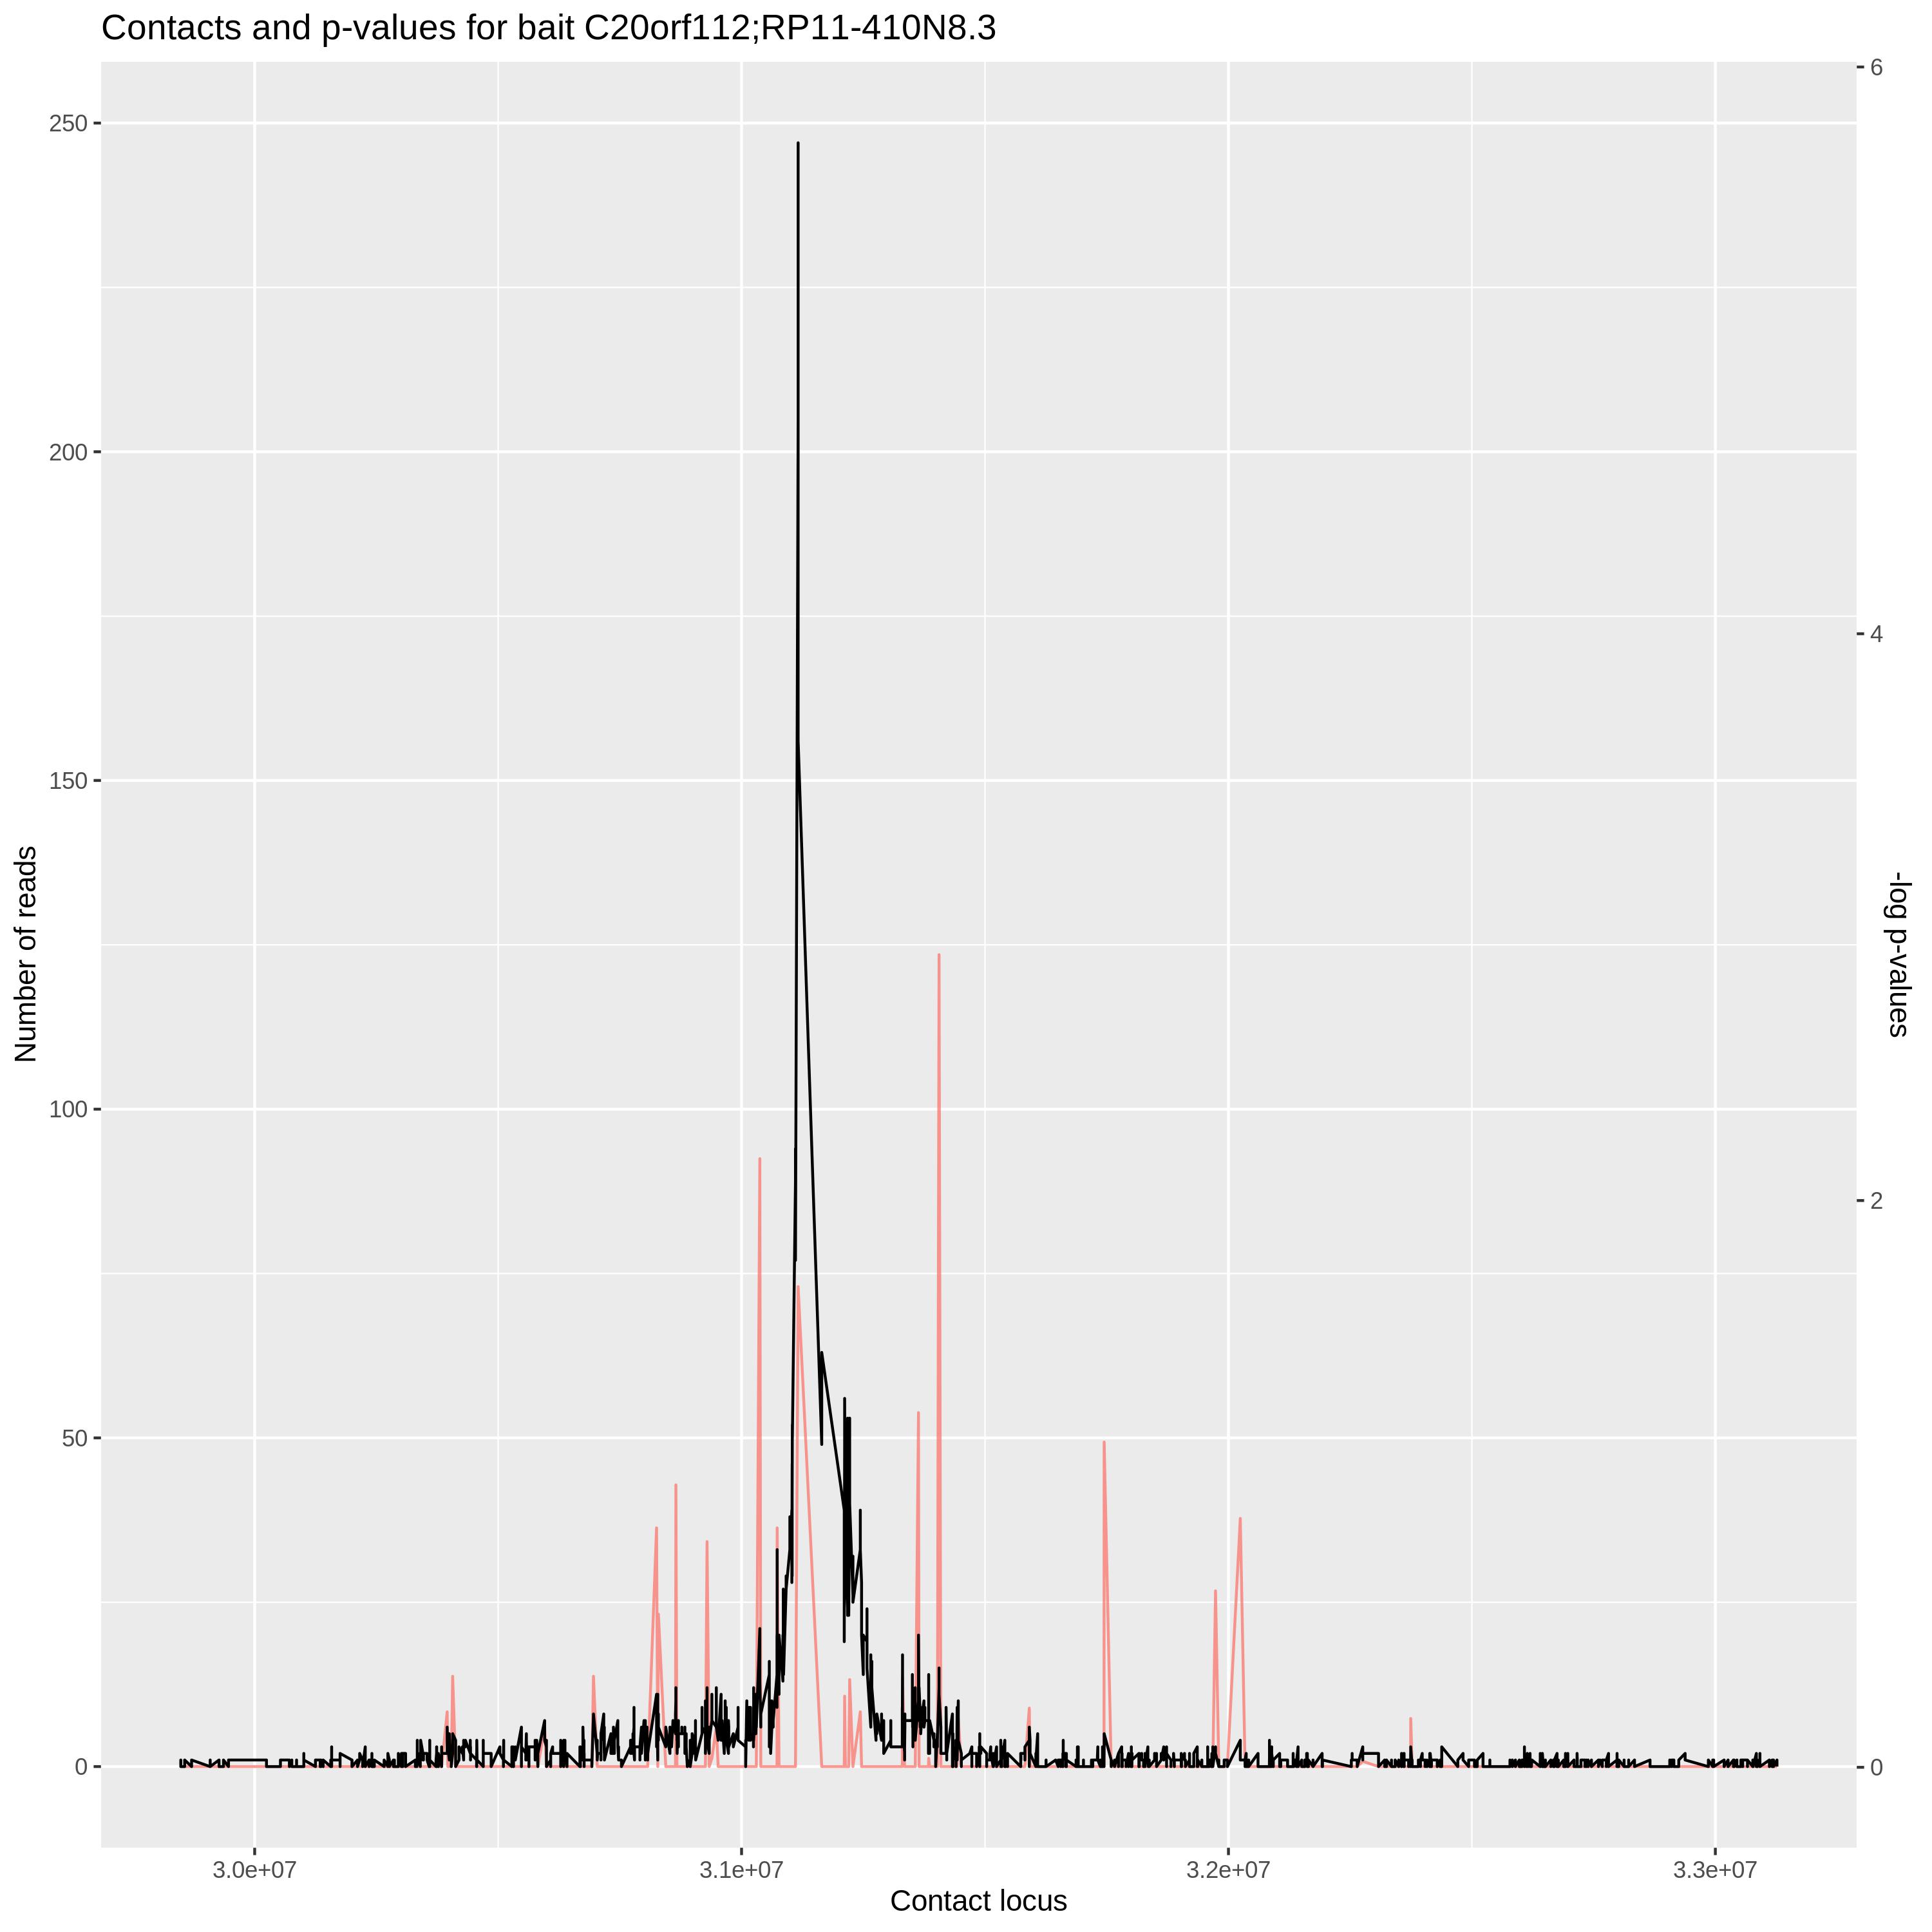 Contacts and p-values for bait C20orf112;RP11-410N8.3
250
200
150
100
50
0
Number of reads
6
4
2
0
-log p-values
3.0e+07
3.1e+07
3.2e+07
3.3e+07
Contact locus